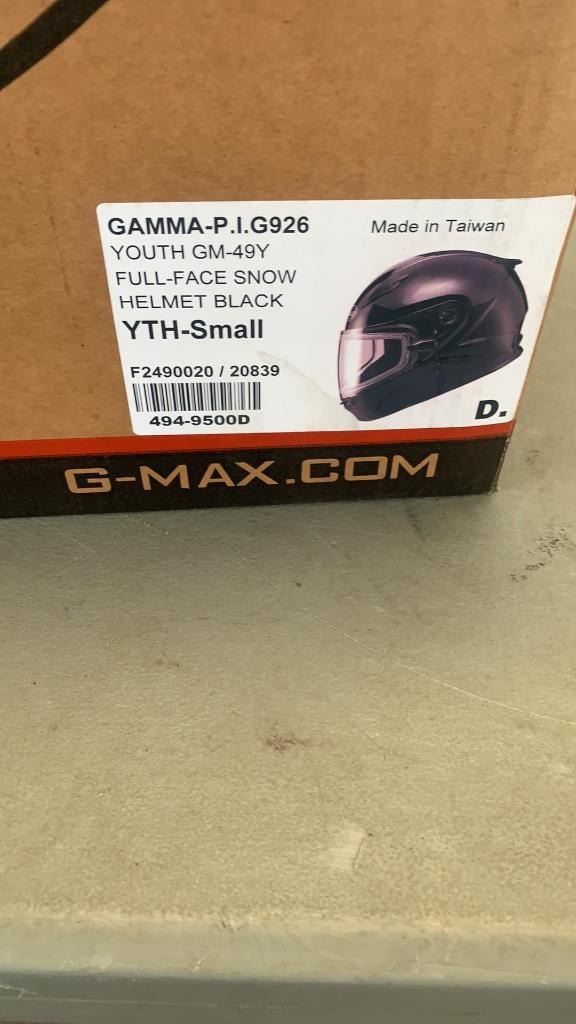 GAMMA-P.I.G926
Made in Taiwan
YOUTH GM-49Y
FULL-FACE SNOW
HELMET BLACK
YTH-Small
F2490020 / 20839
494-9500D
D.
G-MAX.COM